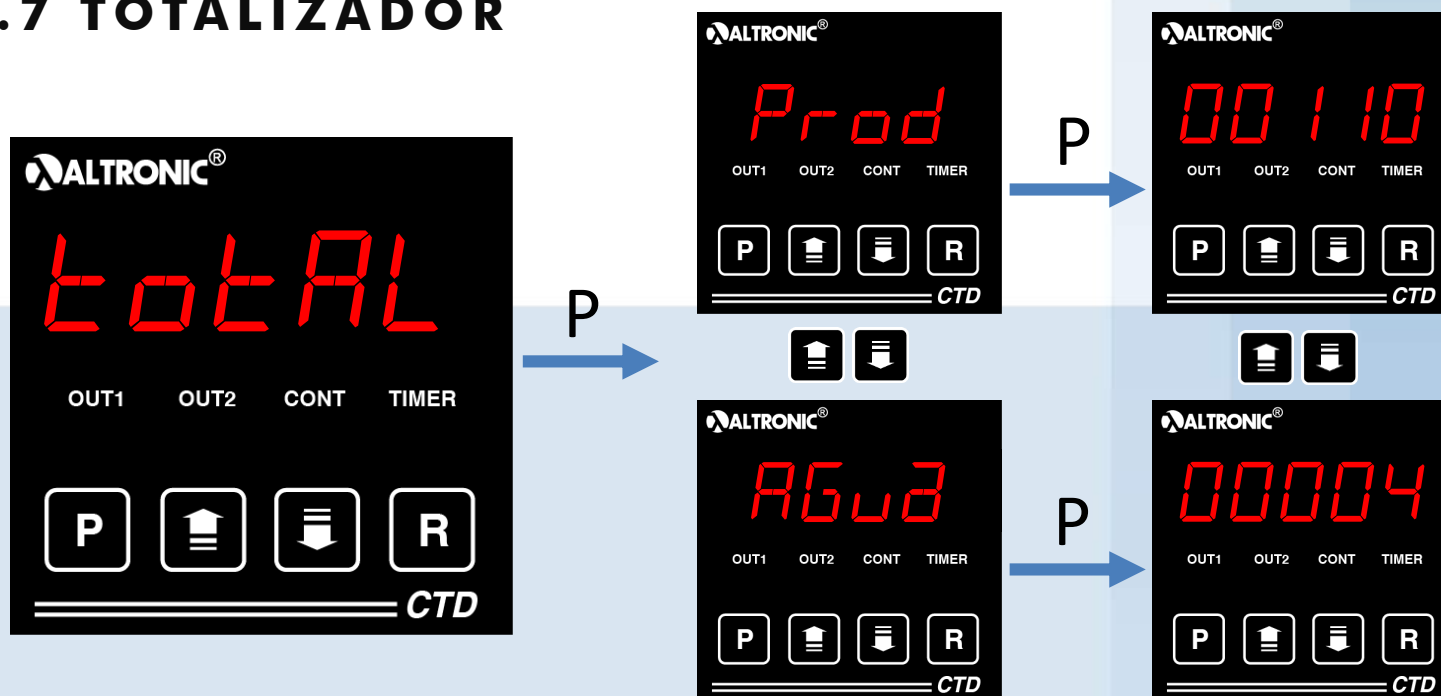 .7 TOTALIZADOR
ALTRONIC®
totAL
OUT1 OUT2 CONT TIMER
P R
CTD
P
ALTRONIC®
Prod
OUT1 OUT2 CONT TIMER
P R
CTD
P
ALTRONIC®
00110
OUT1 OUT2 CONT TIMER
P R
CTD
ALTRONIC®
AGua
OUT1 OUT2 CONT TIMER
P R
CTD
P
ALTRONIC®
00004
OUT1 OUT2 CONT TIMER
P R
CTD